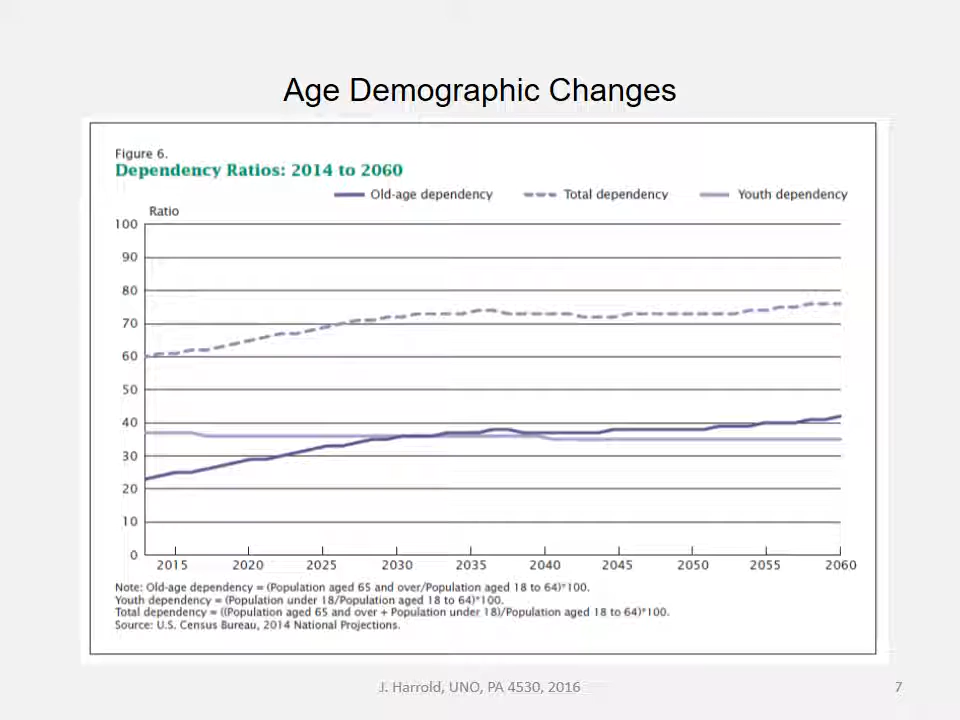 Age Demographic Changes
Figure 6.
Dependency Ratios: 2014 to 2060
Old-age dependency Total dependency Youth dependency
Ratio
100
90
80
70
60
50
40
30
20
10
0
2015 2020 2025 2030 2035 2040 2045 2050 2055 2060
Note: Old-age dependency = (Population aged 65 and over/Population aged 18 to 64)*100.
Youth dependency = (Population under 18/Population aged 18 to 64)*100.
Total dependency = ((Population aged 65 and over + Population under 18)/Population aged 18 to 64)*100.
Source: U.S. Census Bureau, 2014 National Projections.
J. Harrold, UNO, PA 4530, 2016
7